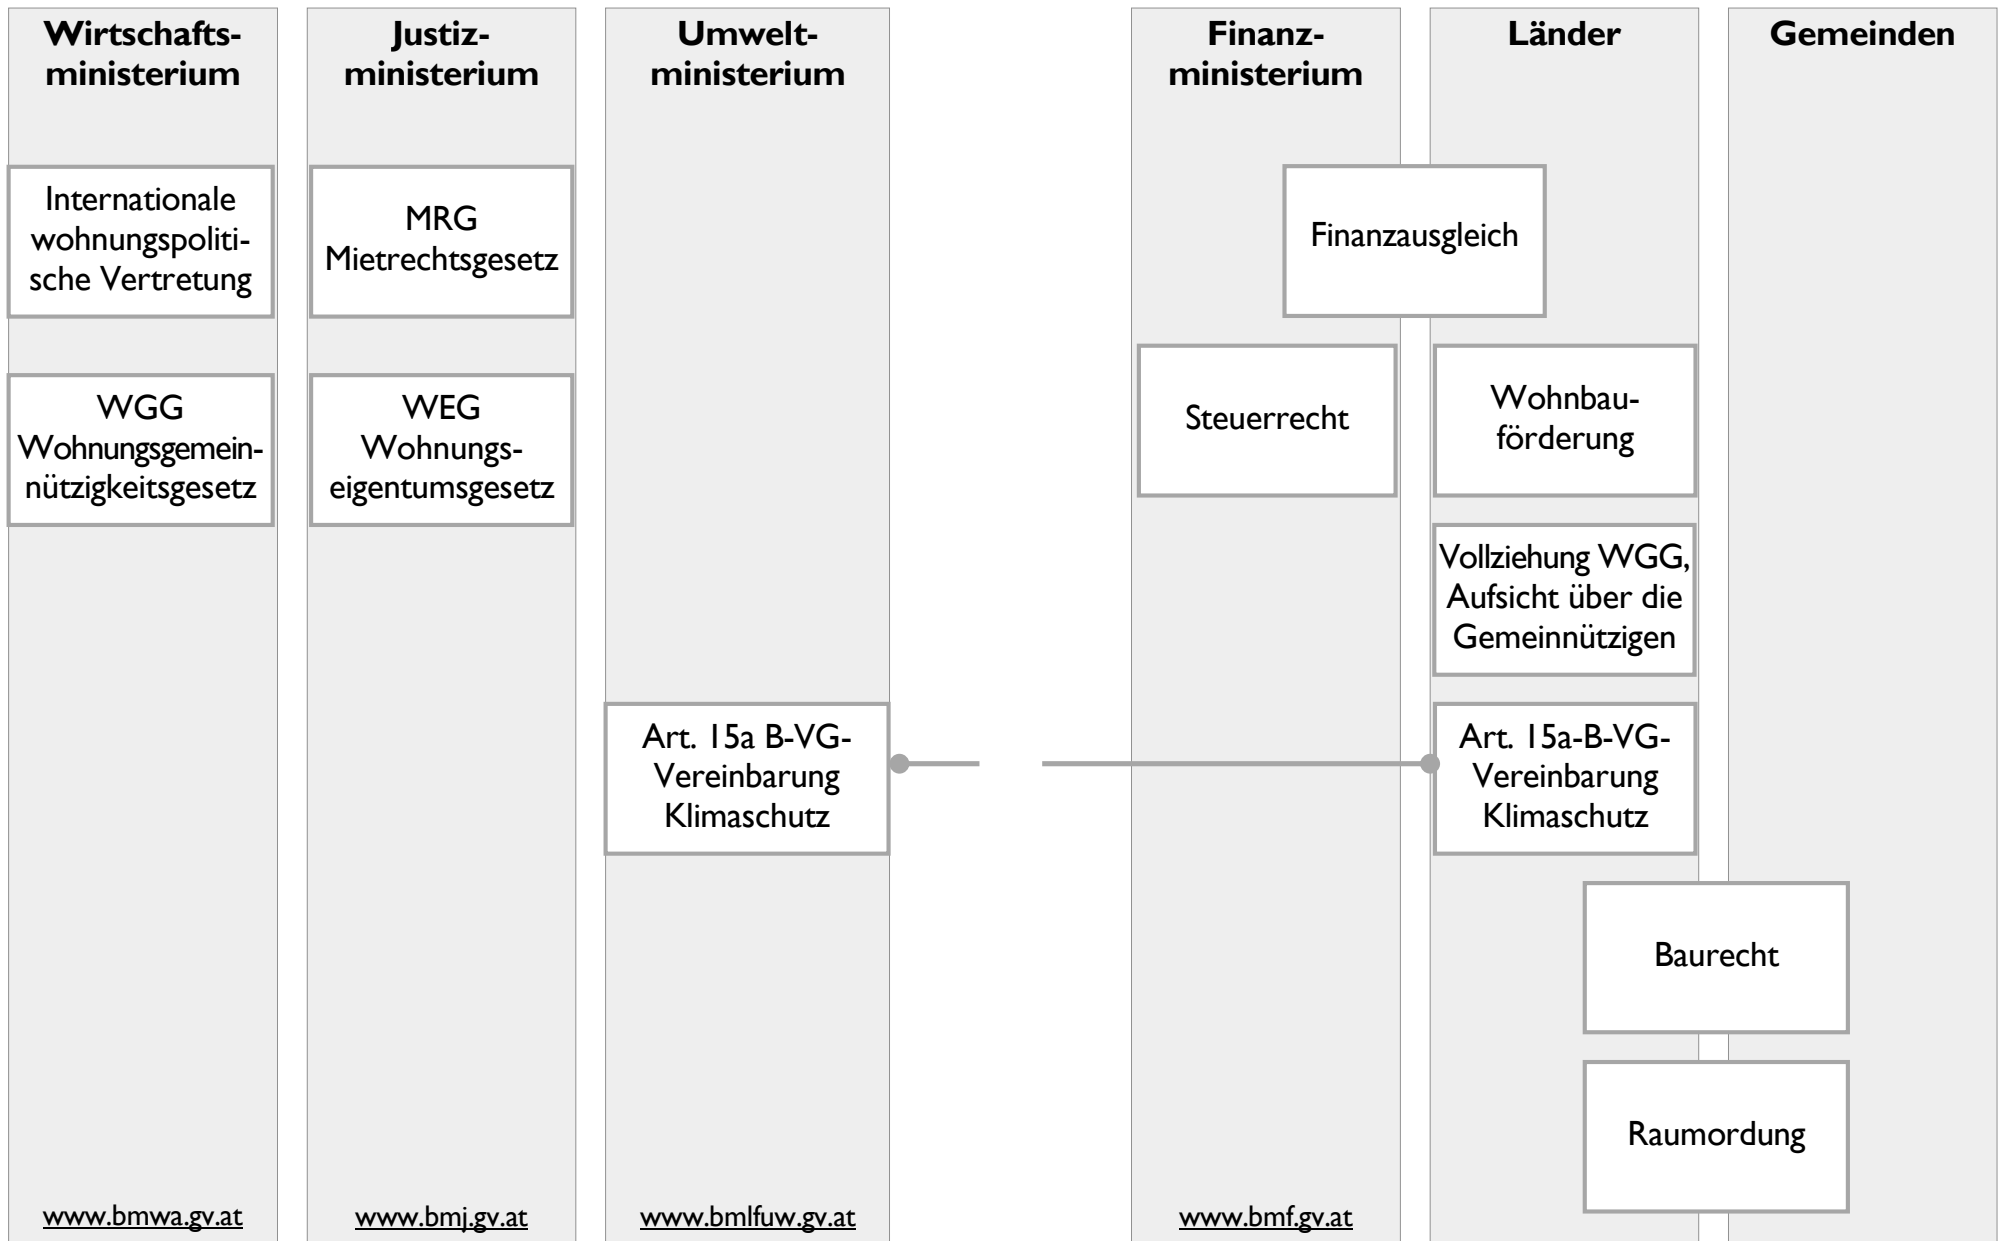 Wirtschafts-
ministerium
Justiz-
ministerium
Umwelt-
ministerium
Finanz-
ministerium
Länder
Gemeinden
Internationale
wohnungspoliti-
sche Vertretung
MRG
Mietrechtsgesetz
Finanzausgleich
WGG
Wohnungsgemein-
nützigkeitsgesetz
WEG
Wohnungs-
eigentumsgesetz
Steuerrecht
Wohnbau-
förderung
Vollziehung WGG,
Aufsicht über die
Gemeinnützigen
Art. 15a B-VG-
Vereinbarung
Klimaschutz
Art. 15a-B-VG-
Vereinbarung
Klimaschutz
Baurecht
Raumordung
www.bmwa.gv.at
www.bmj.gv.at
www.bmlfuw.gv.at
www.bmf.gv.at